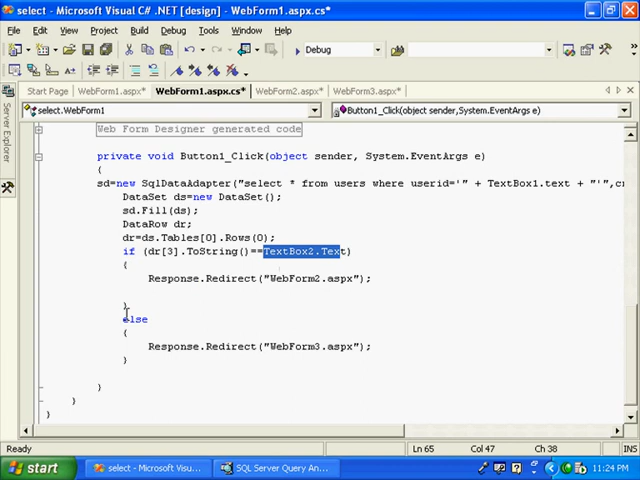 select - Microsoft Visual C# .NET [design] - WebForm1.aspx.cs*
File Edit View Project Build Debug Tools Window Help
Debug
Start Page WebForm1.aspx* WebForm1.aspx.cs* WebForm2.aspx* WebForm3.aspx*
select.WebForm1 Button1_Click(object sender,System.EventArgs e)
Server Explorer
Web Form Designer generated code
private void Button1_Click(object sender, System.EventArgs e)
{
sd=new SqlDataAdapter("select * from users where userid='" + TextBox1.text + "'",cn
DataSet ds=new DataSet();
sd.Fill(ds);
DataRow dr;
dr=ds.Tables[0].Rows(0);
if (dr[3].ToString()==TextBox2.Text)
{
Response.Redirect("WebForm2.aspx");
}
else
{
Response.Redirect("WebForm3.aspx");
}
}
}
}
Ready Ln 65 Col 47 Ch 38 INS
start select - Microsoft Visu... SQL Server Query An... 11:24 PM